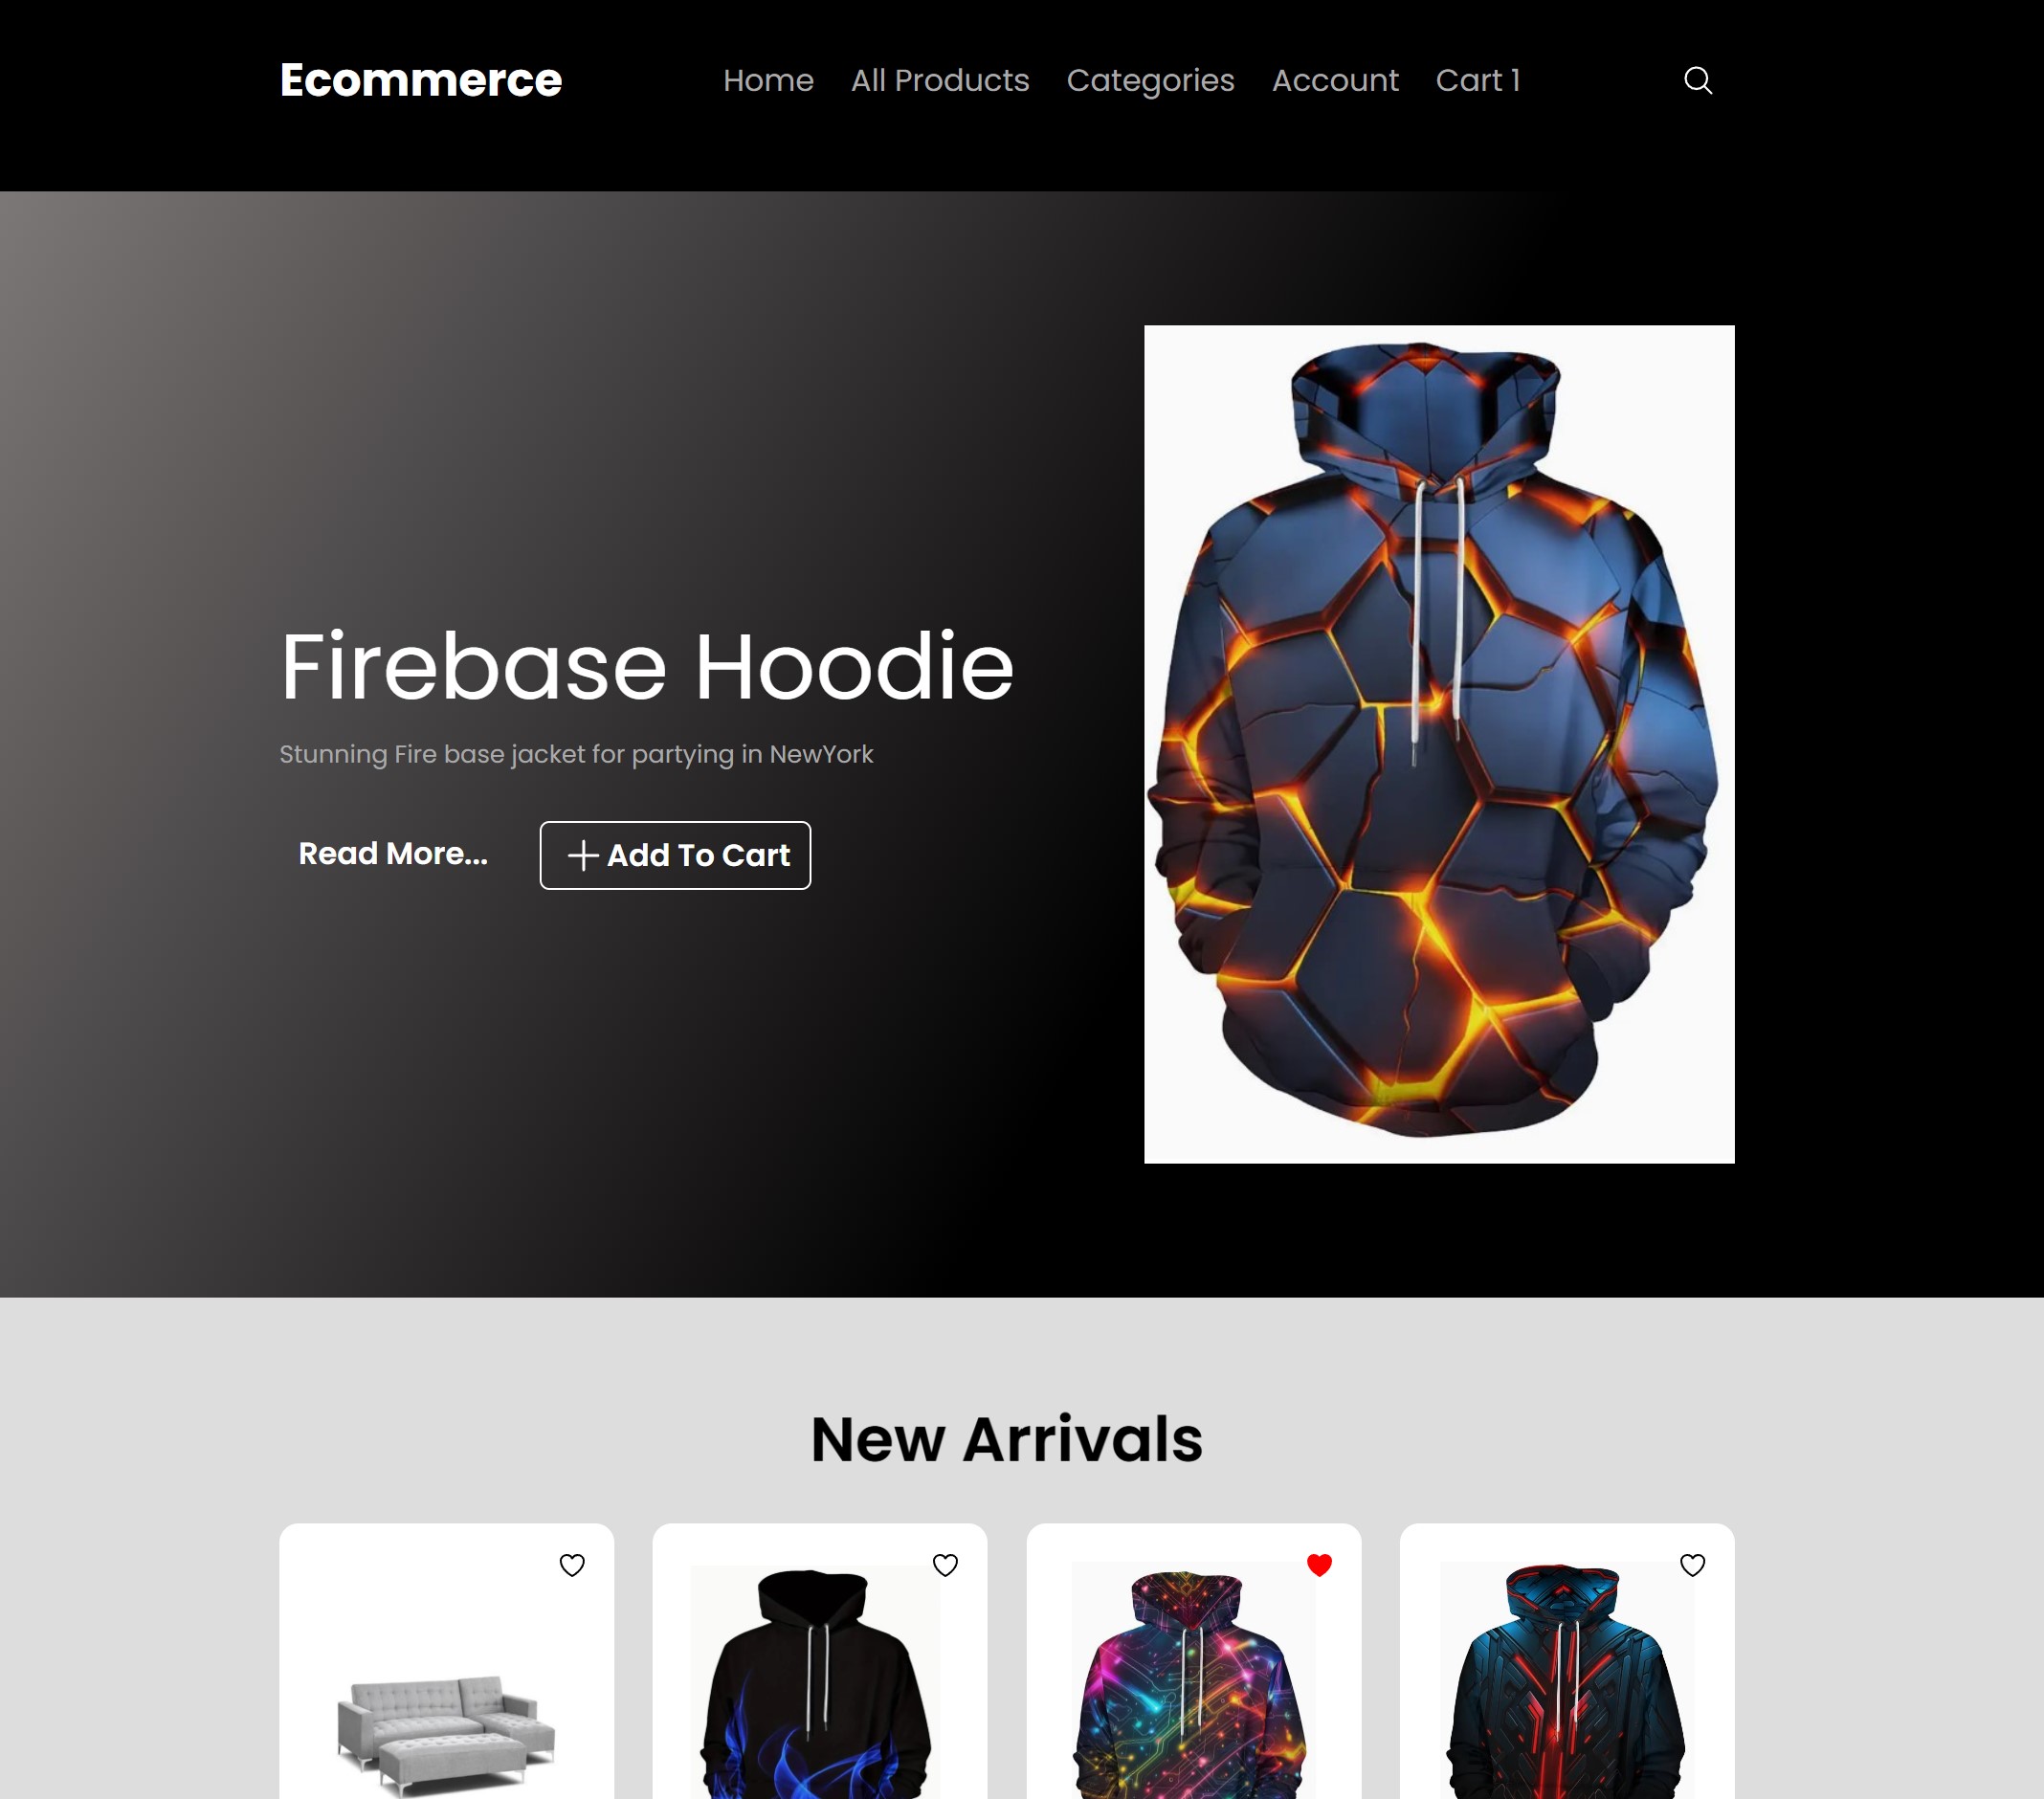 Ecommerce Home All Products Categories Account Cart 1
Firebase Hoodie
Stunning Fire base jacket for partying in NewYork
Read More... Add To Cart
New Arrivals